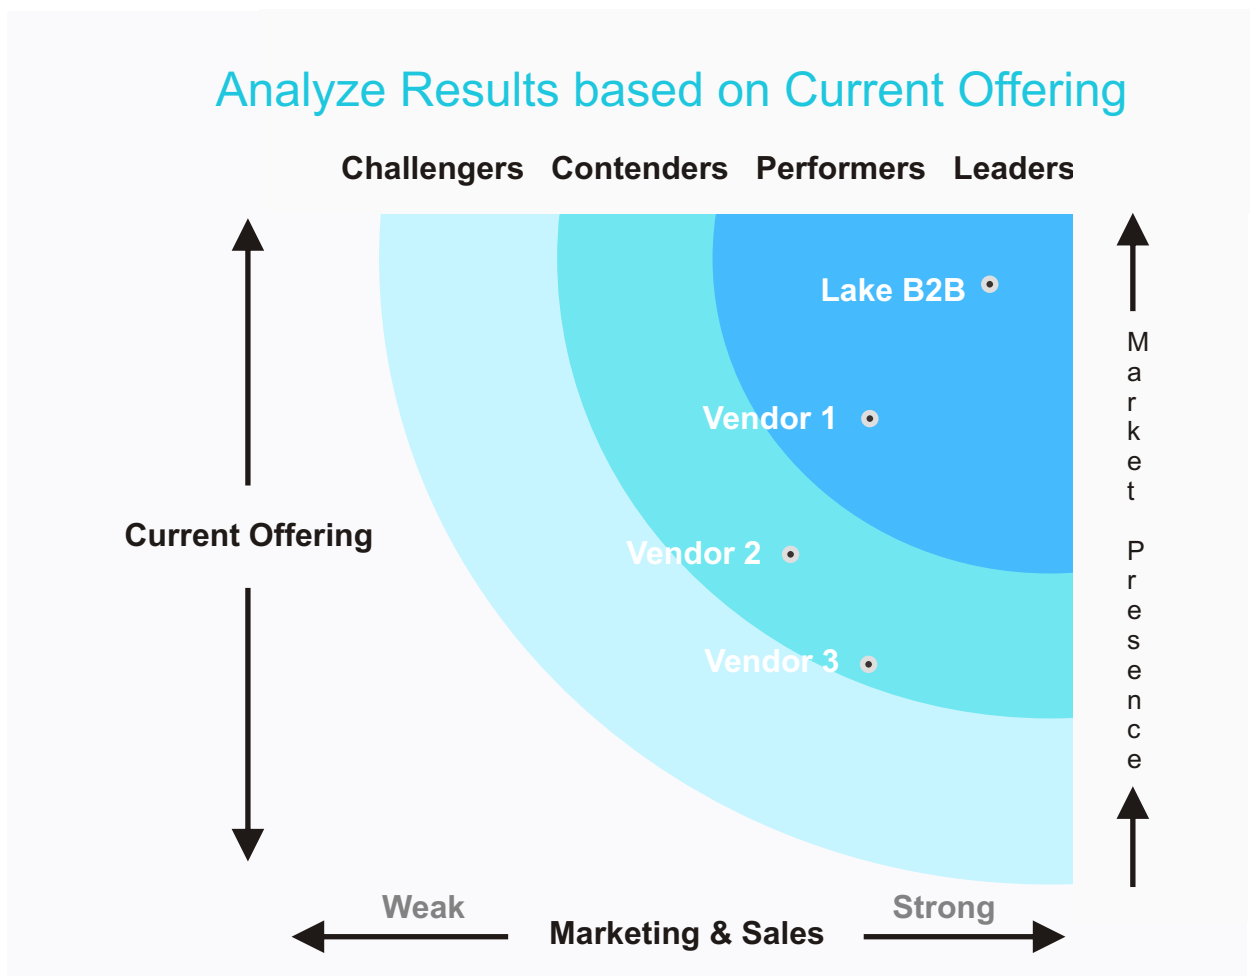 Analyze Results based on Current Offering
Challengers Contenders Performers Leaders
Lake B2B
Vendor 1
Current Offering
Vendor 2
Vendor 3
Market Presence
Weak
Strong
Marketing & Sales